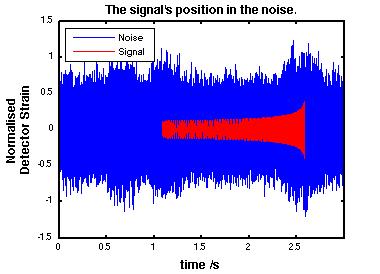 The signal's position in the noise.
Noise
Signal
Normalised
Detector Strain
1.5
1
0.5
0
-0.5
-1
-1.5
0 0.5 1 1.5 2 2.5
time /s